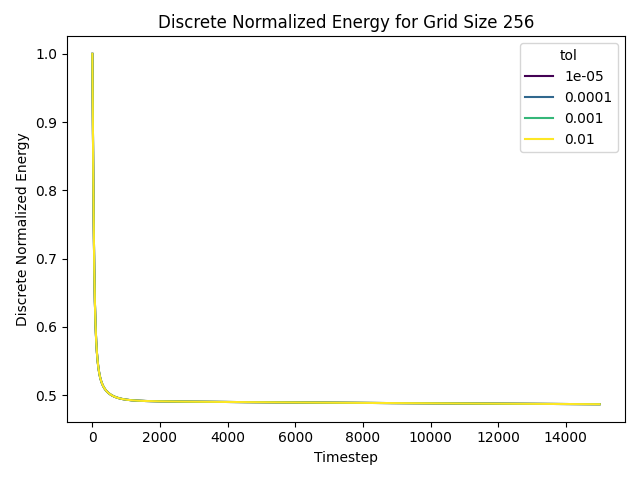 Discrete Normalized Energy for Grid Size 256
tol
1e-05
0.0001
0.001
0.01
1.0
0.9
0.8
0.7
0.6
0.5
Discrete Normalized Energy
0 2000 4000 6000 8000 10000 12000 14000
Timestep